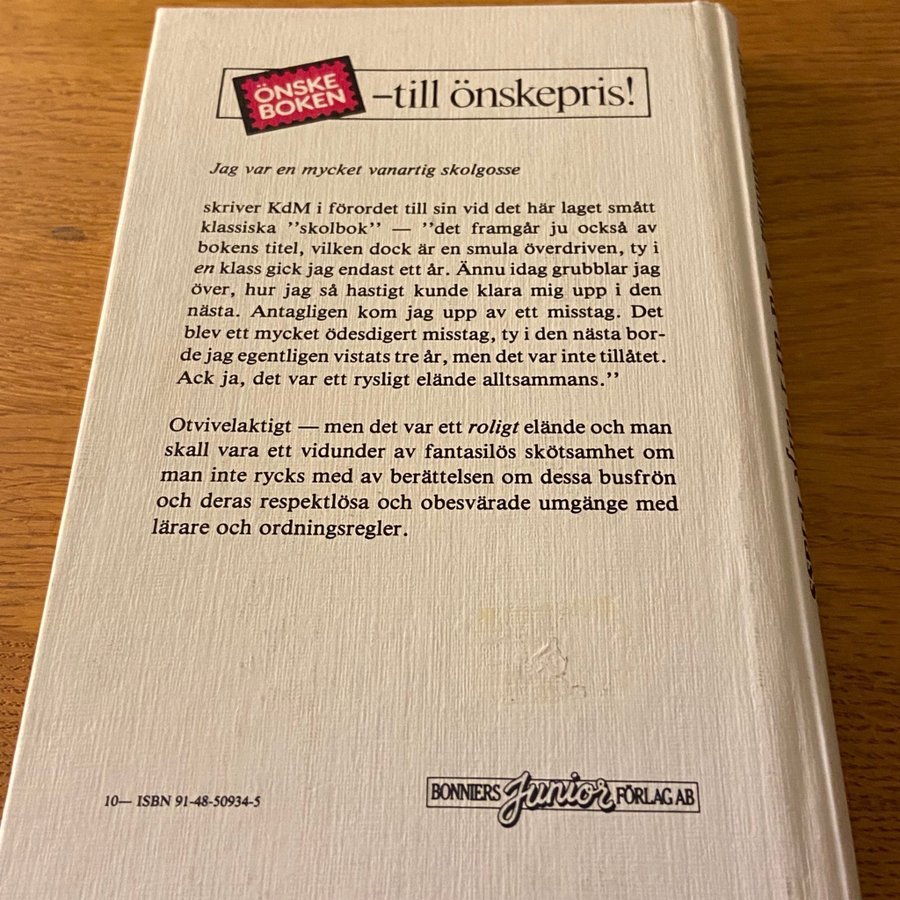 ÖNSKE
BOKEN
–till önskepris!
Jag var en mycket vanartig skolgosse
skriver KdM i förordet till sin vid det här laget smått
klassiska ”skolbok” — ”det framgår ju också av
bokens titel, vilken dock är en smula överdriven, ty i
en klass gick jag endast ett år. Ännu idag grubblar jag
över, hur jag så hastigt kunde klara mig upp i den
nästa. Antagligen kom jag upp av ett misstag. Det
blev ett mycket ödesdigert misstag, ty i den nästa bor-
de jag egentligen vistats tre år, men det var inte tillåtet.
Ack ja, det var ett rysligt elände alltsammans.”
Otvivelaktigt — men det var ett roligt elände och man
skall vara ett vidunder av fantasilös skötsamhet om
man inte rycks med av berättelsen om dessa busfrön
och deras respektlösa och obesvärade umgänge med
lärare och ordningsregler.
10— ISBN 91-48-50934-5
BONNIERS Junior FÖRLAG AB